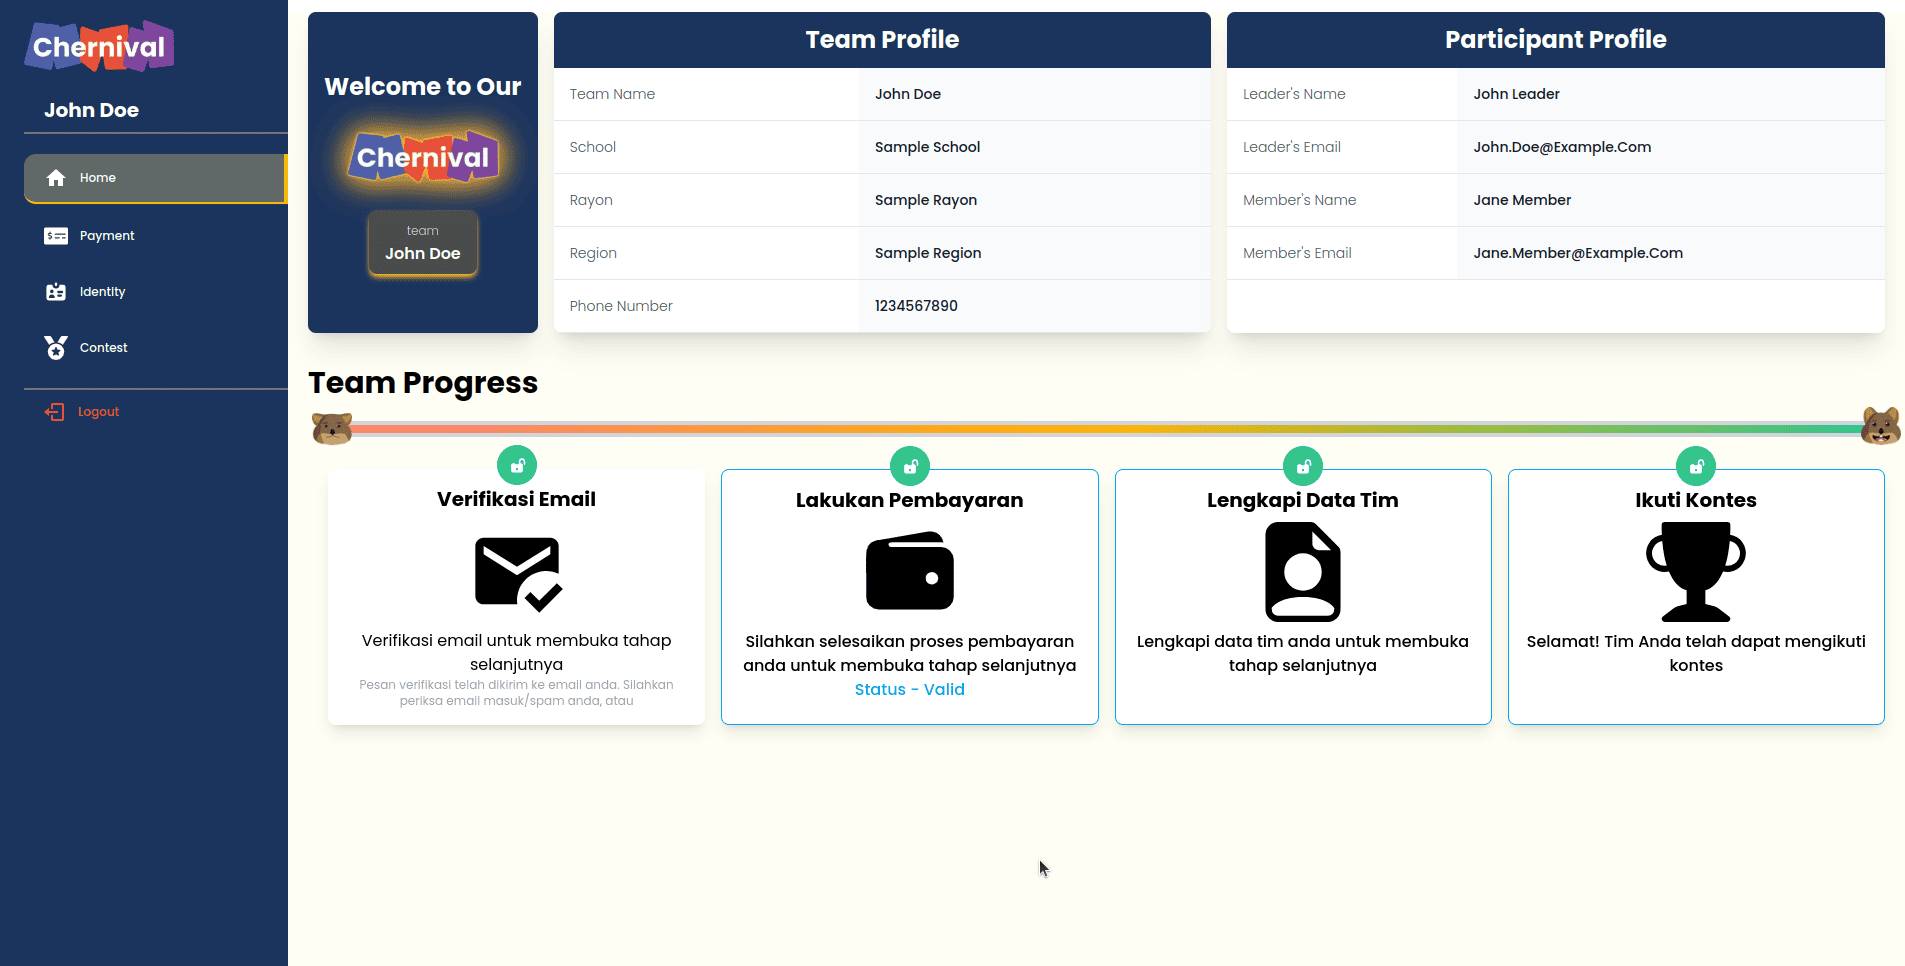 Chernival
John Doe
Home
Payment
Identity
Contest
Logout
Welcome to Our
Chernival
team
John Doe
Team Profile
Team Name John Doe
School Sample School
Rayon Sample Rayon
Region Sample Region
Phone Number 1234567890
Participant Profile
Leader's Name John Leader
Leader's Email John.Doe@Example.Com
Member's Name Jane Member
Member's Email Jane.Member@Example.Com
Team Progress
Verifikasi Email
Verifikasi email untuk membuka tahap
selanjutnya
Pesan verifikasi telah dikirim ke email anda. Silahkan
periksa email masuk/spam anda, atau
Lakukan Pembayaran
Silahkan selesaikan proses pembayaran
anda untuk membuka tahap selanjutnya
Status - Valid
Lengkapi Data Tim
Lengkapi data tim anda untuk membuka
tahap selanjutnya
Ikuti Kontes
Selamat! Tim Anda telah dapat mengikuti
kontes